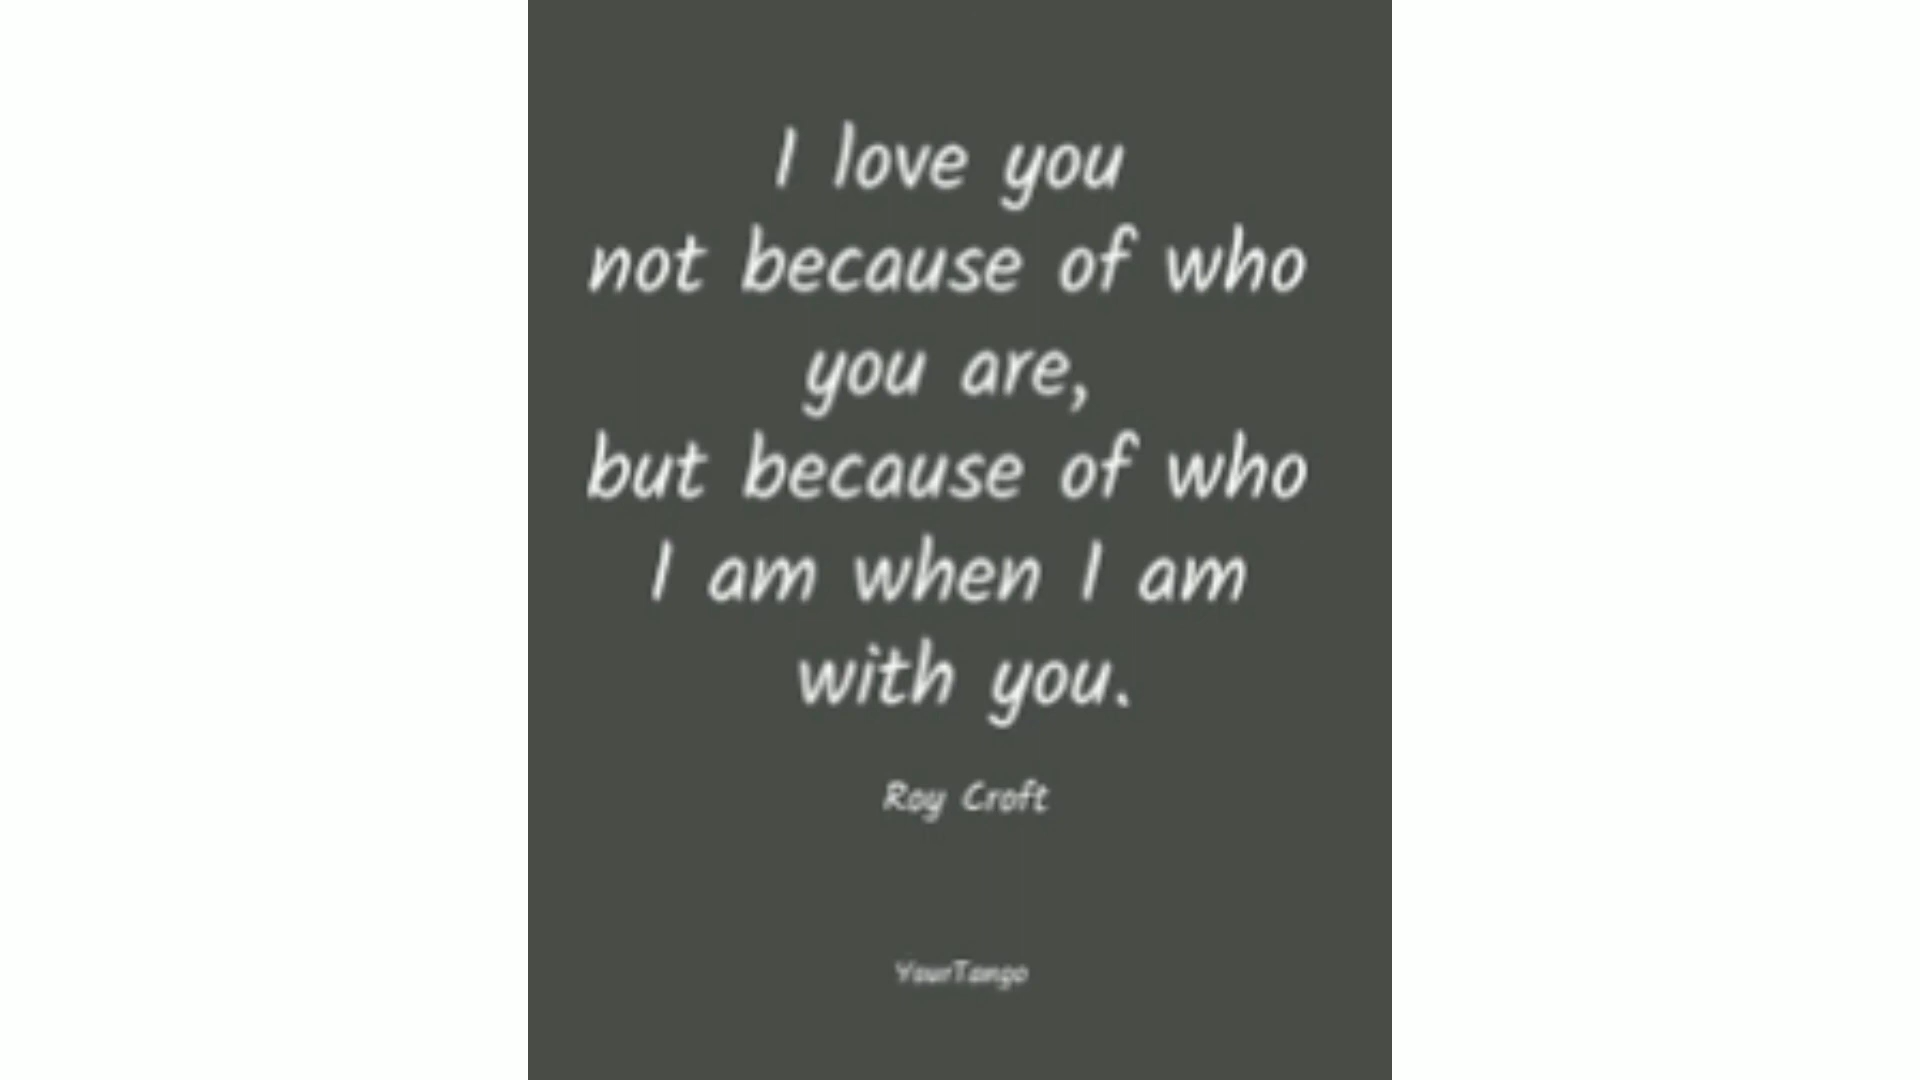 I love you
not because of who
you are,
but because of who
I am when I am
with you.
Roy Croft
YourTango